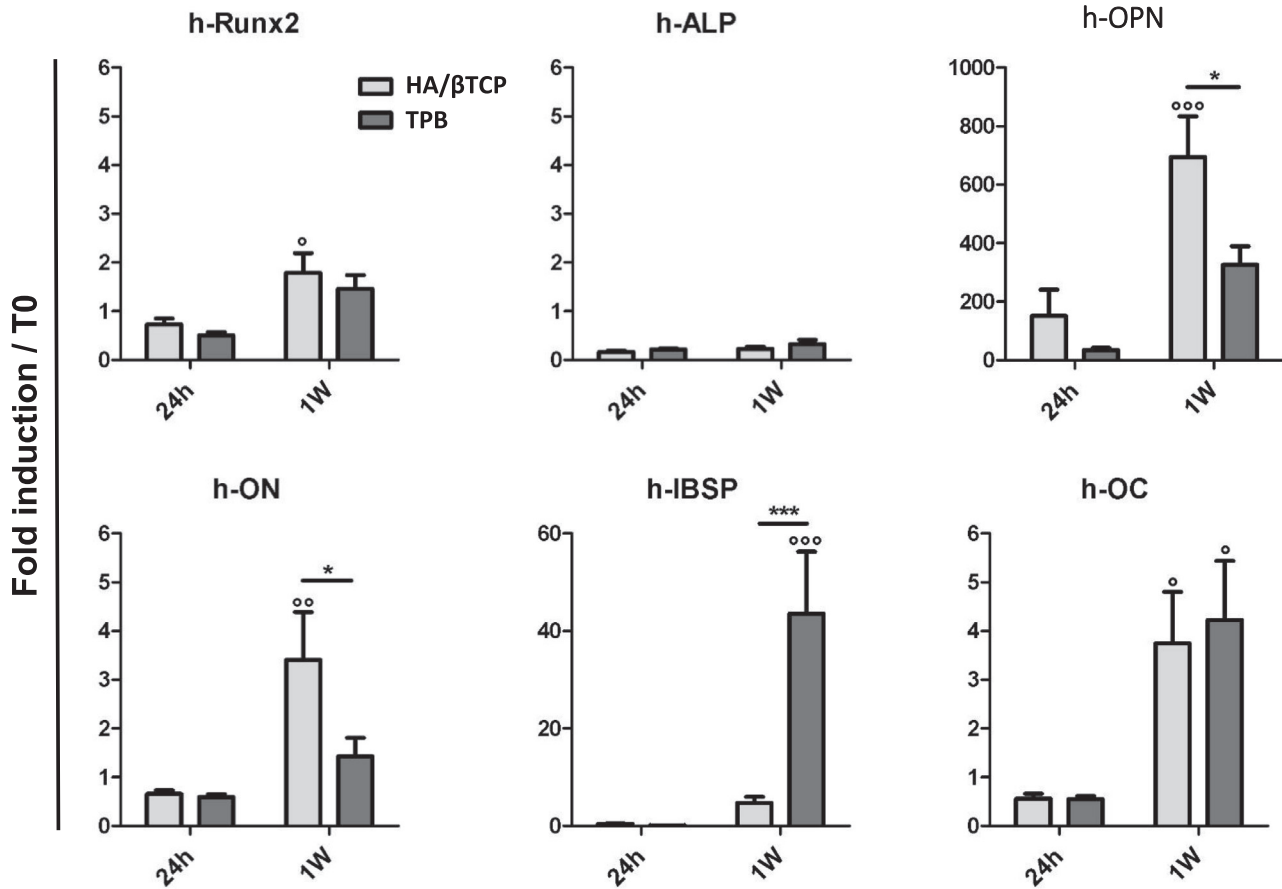 h-Runx2
h-ALP
h-OPN
Fold induction / T0
6
5
4
3
2
1
0
HA/βTCP
TPB
°
24h
1W
6
5
4
3
2
1
0
24h
1W
1000
800
600
400
200
0
*
°°°
24h
1W
h-ON
h-IBSP
h-OC
6
5
4
3
2
1
0
*
°°
24h
1W
60
40
20
0
***
°°°
24h
1W
6
5
4
3
2
1
0
°
°
24h
1W